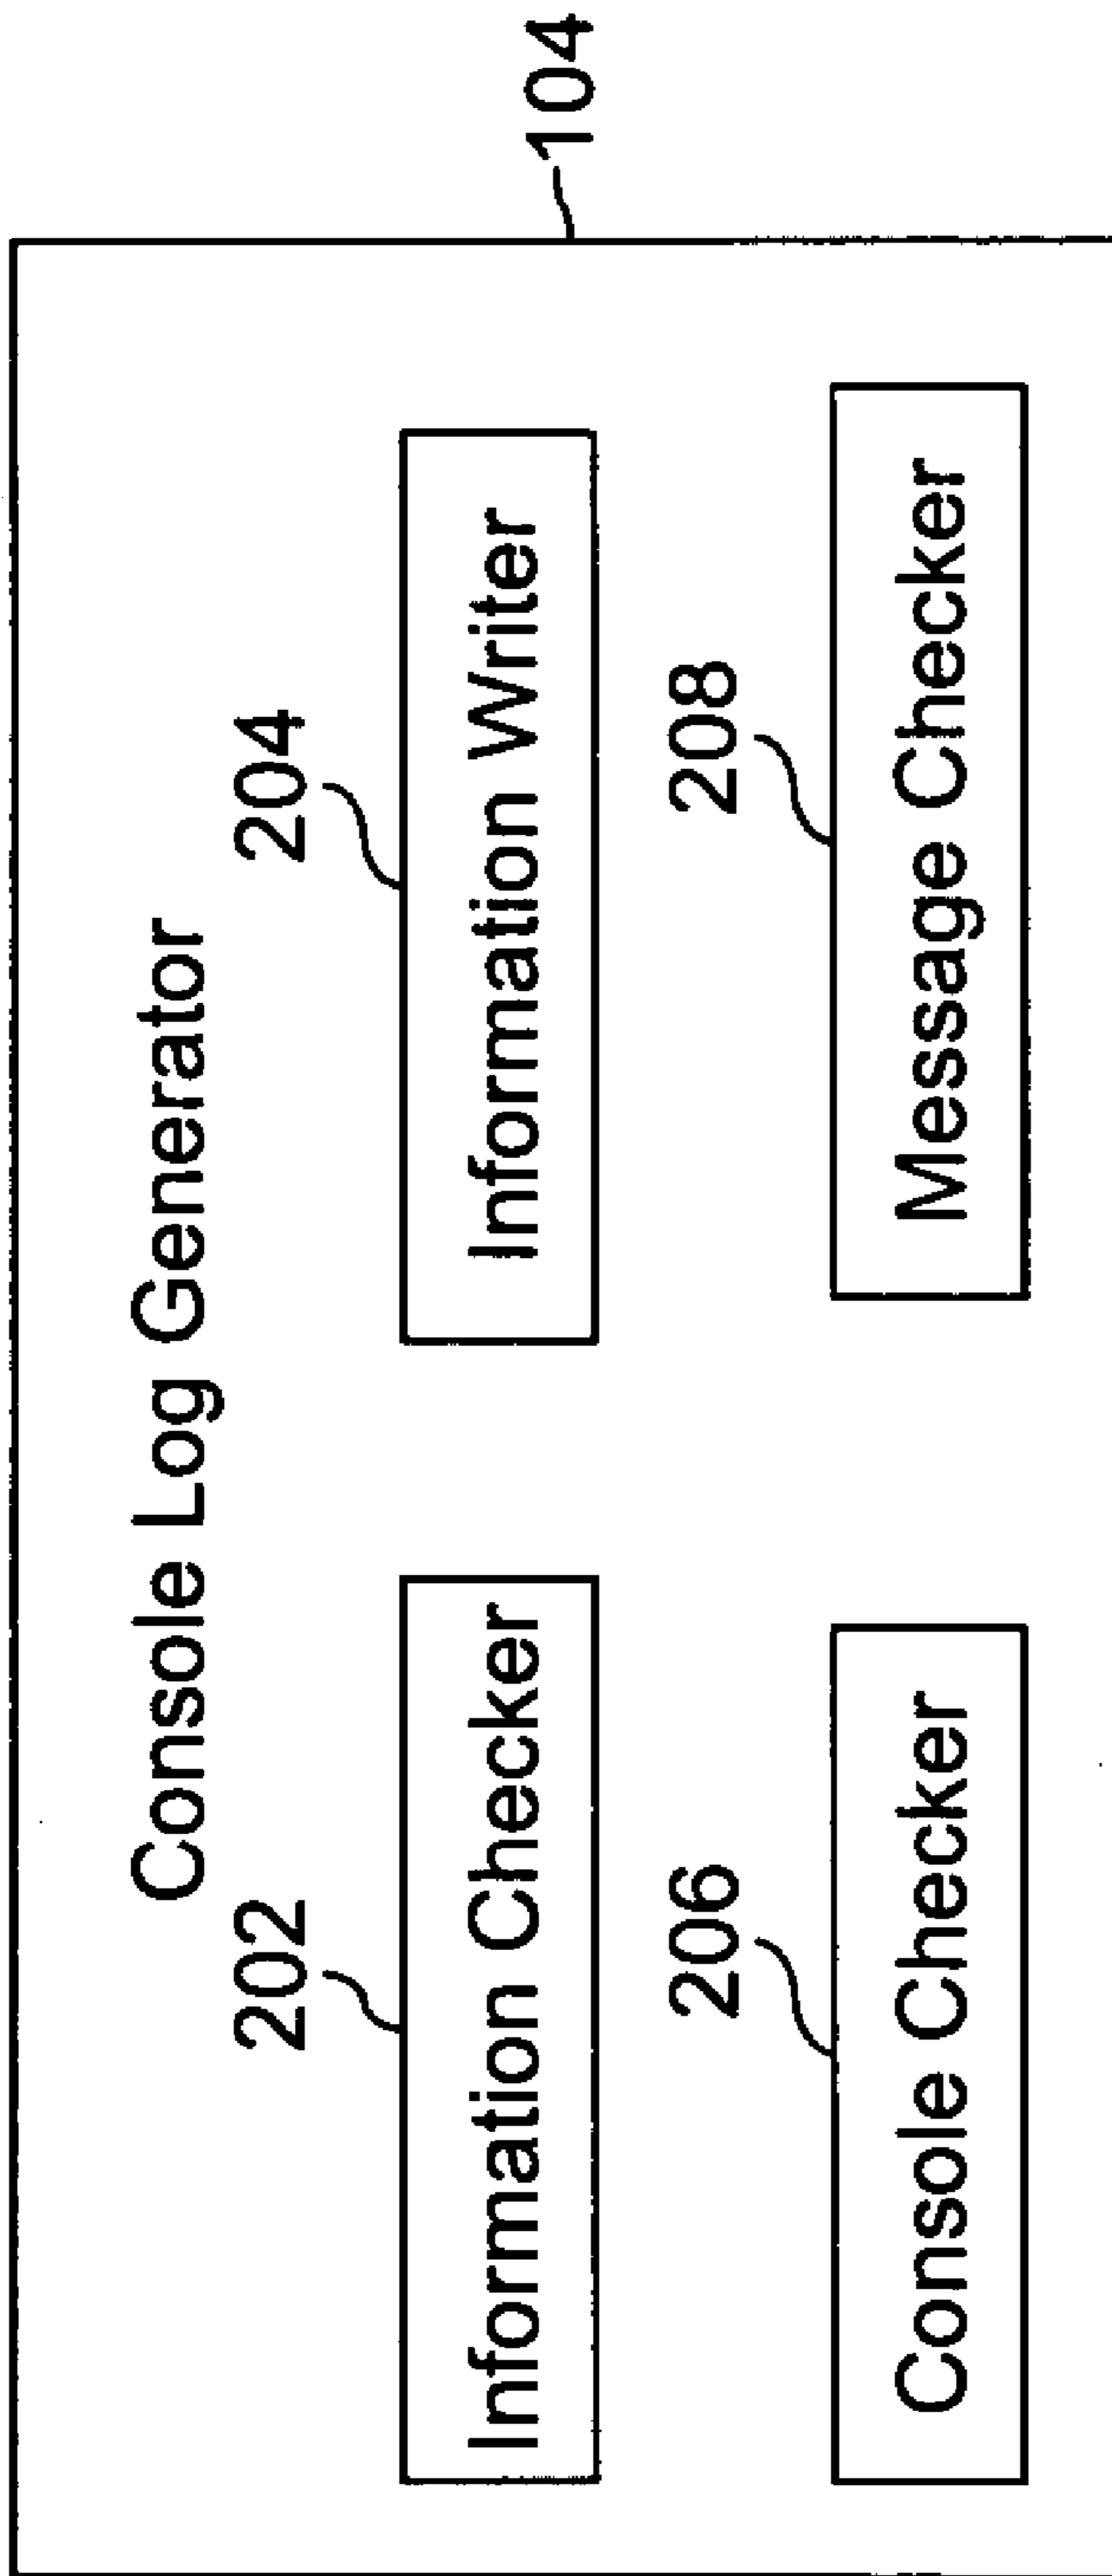 Console Log Generator
202
204
Information Checker
Information Writer
104
206
208
Console Checker
Message Checker